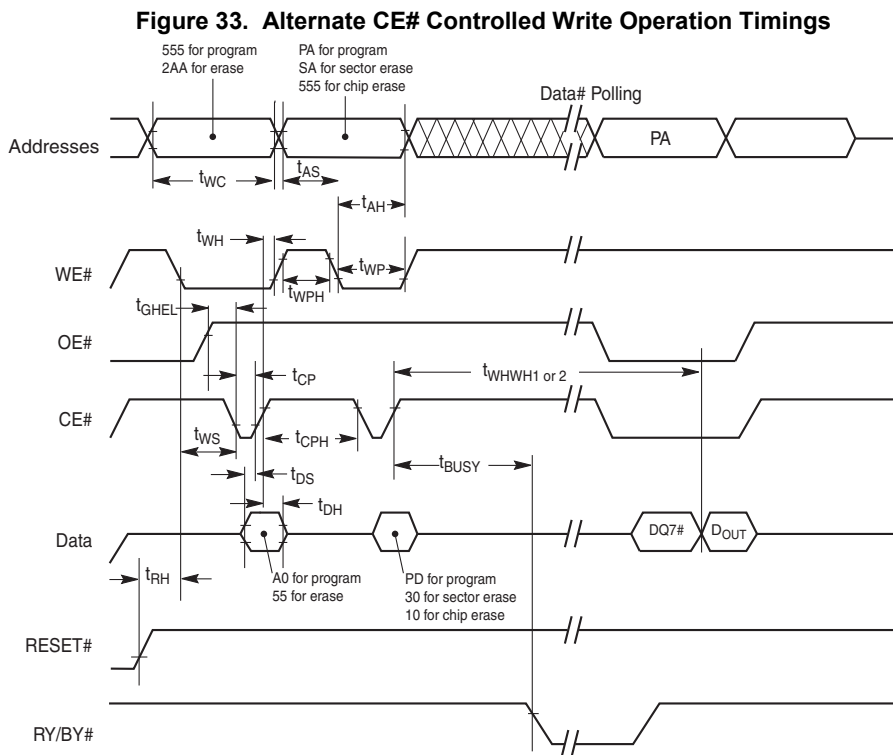 Figure 33. Alternate CE# Controlled Write Operation Timings
555 for program
2AA for erase
PA for program
SA for sector erase
555 for chip erase
Data# Polling
Addresses
PA
tWC
tAS
tAH
tWH
tWP
WE#
tWPH
tGHEL
OE#
tWHWH1 or 2
tCP
CE#
tWS
tCPH
tBUSY
tDS
tDH
Data
DQ7#
DOUT
tRH
A0 for program
55 for erase
PD for program
30 for sector erase
10 for chip erase
RESET#
RY/BY#